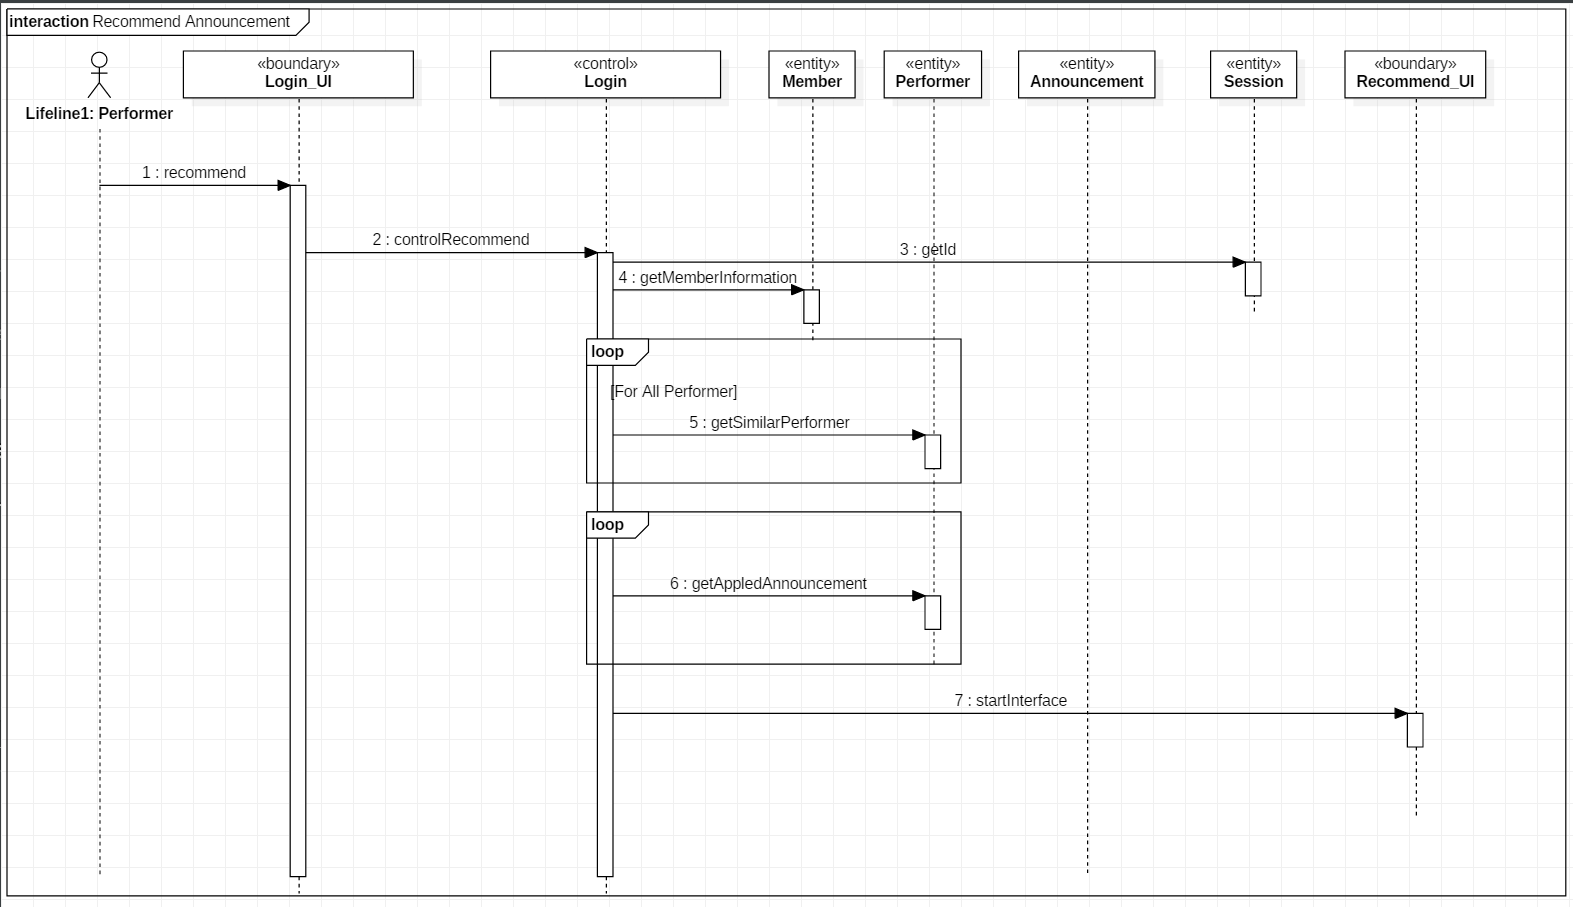 interaction Recommend Announcement
«boundary»
Login_UI
«control»
Login
«entity»
Member
«entity»
Performer
«entity»
Announcement
«entity»
Session
«boundary»
Recommend_UI
Lifeline1: Performer
1 : recommend
2 : controlRecommend
3 : getId
4 : getMemberInformation
loop
[For All Performer]
5 : getSimilarPerformer
loop
6 : getAppledAnnouncement
7 : startInterface